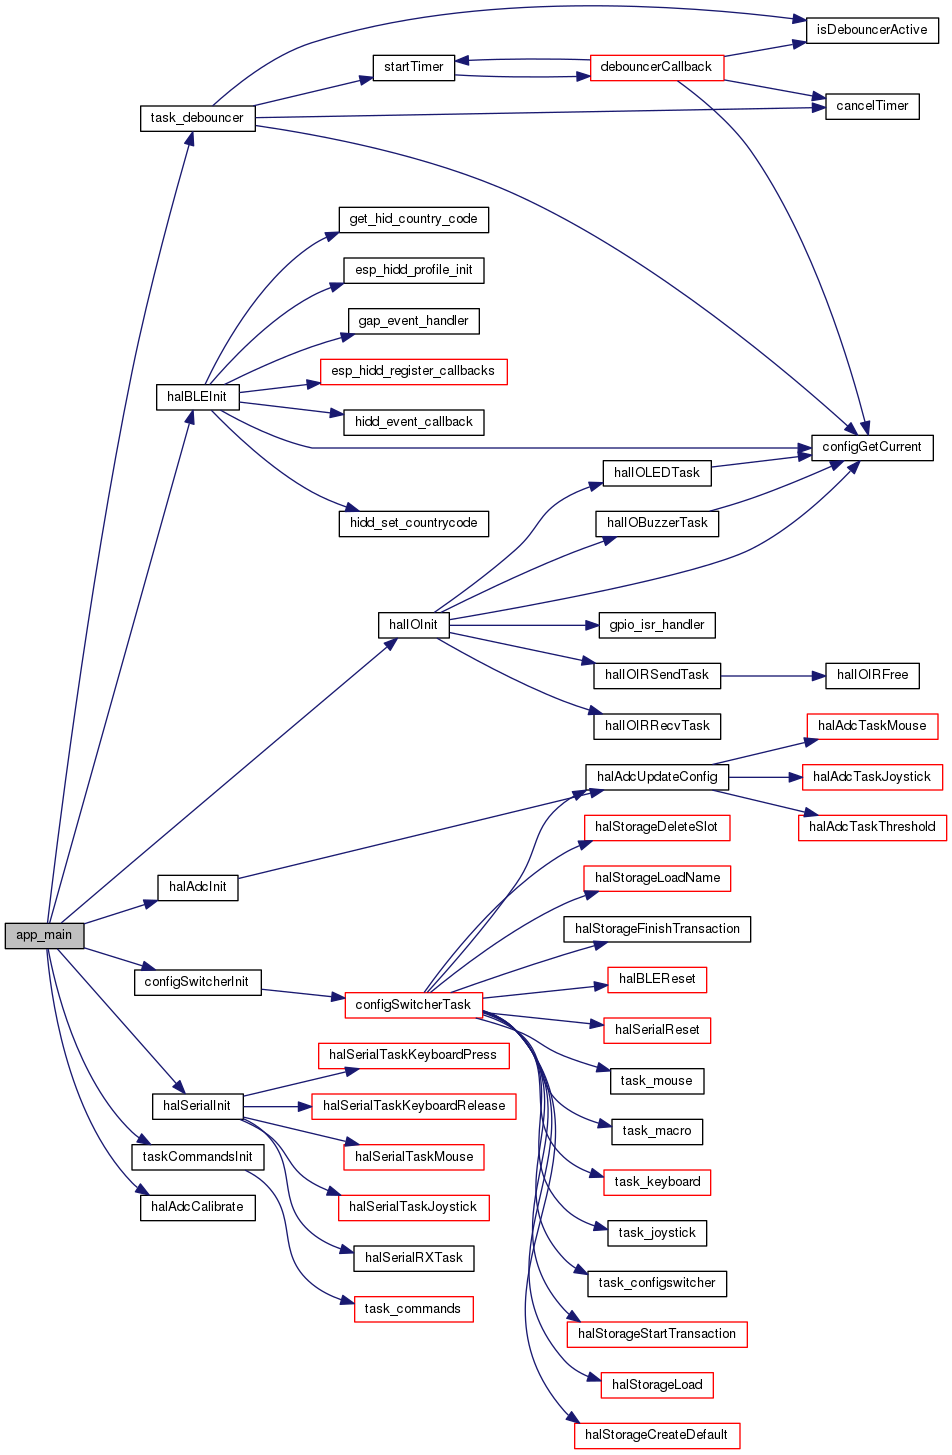 isDebouncerActive
startTimer
debouncerCallback
cancelTimer
task_debouncer
get_hid_country_code
esp_hidd_profile_init
gap_event_handler
esp_hidd_register_callbacks
halBLEInit
hidd_event_callback
configGetCurrent
halIOLEDTask
hidd_set_countrycode
halIOBuzzerTask
halIOInit
gpio_isr_handler
halIOIRSendTask
halIOIRFree
halIOIRRecvTask
halAdcTaskMouse
halAdcUpdateConfig
halAdcTaskJoystick
halStorageDeleteSlot
halAdcTaskThreshold
halAdcInit
halStorageLoadName
app_main
halStorageFinishTransaction
configSwitcherInit
halBLEReset
configSwitcherTask
halSerialReset
halSerialTaskKeyboardPress
task_mouse
halSerialInit
halSerialTaskKeyboardRelease
task_macro
taskCommandsInit
halSerialTaskMouse
task_keyboard
halAdcCalibrate
halSerialTaskJoystick
task_joystick
halSerialRXTask
task_configswitcher
task_commands
halStorageStartTransaction
halStorageLoad
halStorageCreateDefault